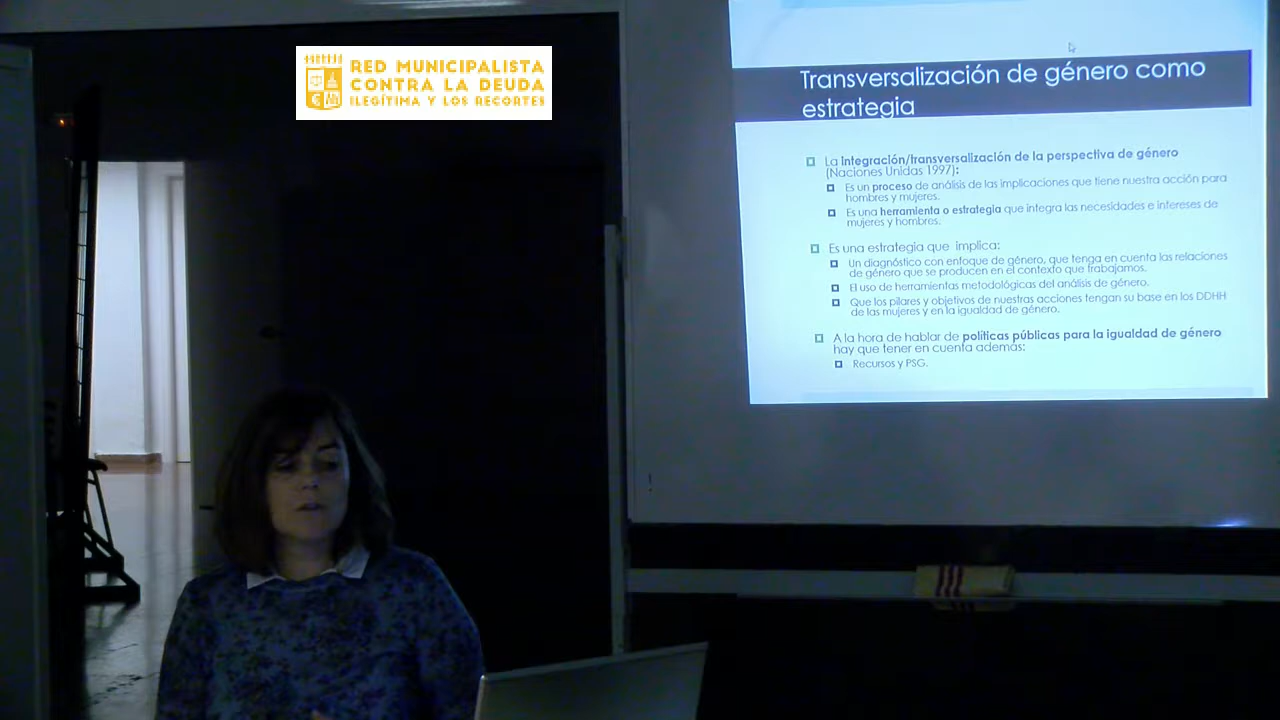 RED MUNICIPALISTA
CONTRA LA DEUDA
ILEGÍTIMA Y LOS RECORTES
Transversalización de género como
estrategia
La integración/transversalización de la perspectiva de género
(Naciones Unidas 1997):
Es un proceso de análisis de las implicaciones que tiene nuestra acción para
hombres y mujeres.
Es una herramienta o estrategia que integra las necesidades e intereses de
mujeres y hombres.
Es una estrategia que implica:
Un diagnóstico con enfoque de género, que tenga en cuenta las relaciones
de género que se producen en el contexto que trabajamos.
El uso de herramientas metodológicas del análisis de género.
Que los pilares y objetivos de nuestras acciones tengan su base en los DDHH
de las mujeres y en la igualdad de género.
A la hora de hablar de políticas públicas para la igualdad de género
hay que tener en cuenta además:
Recursos y PSG.